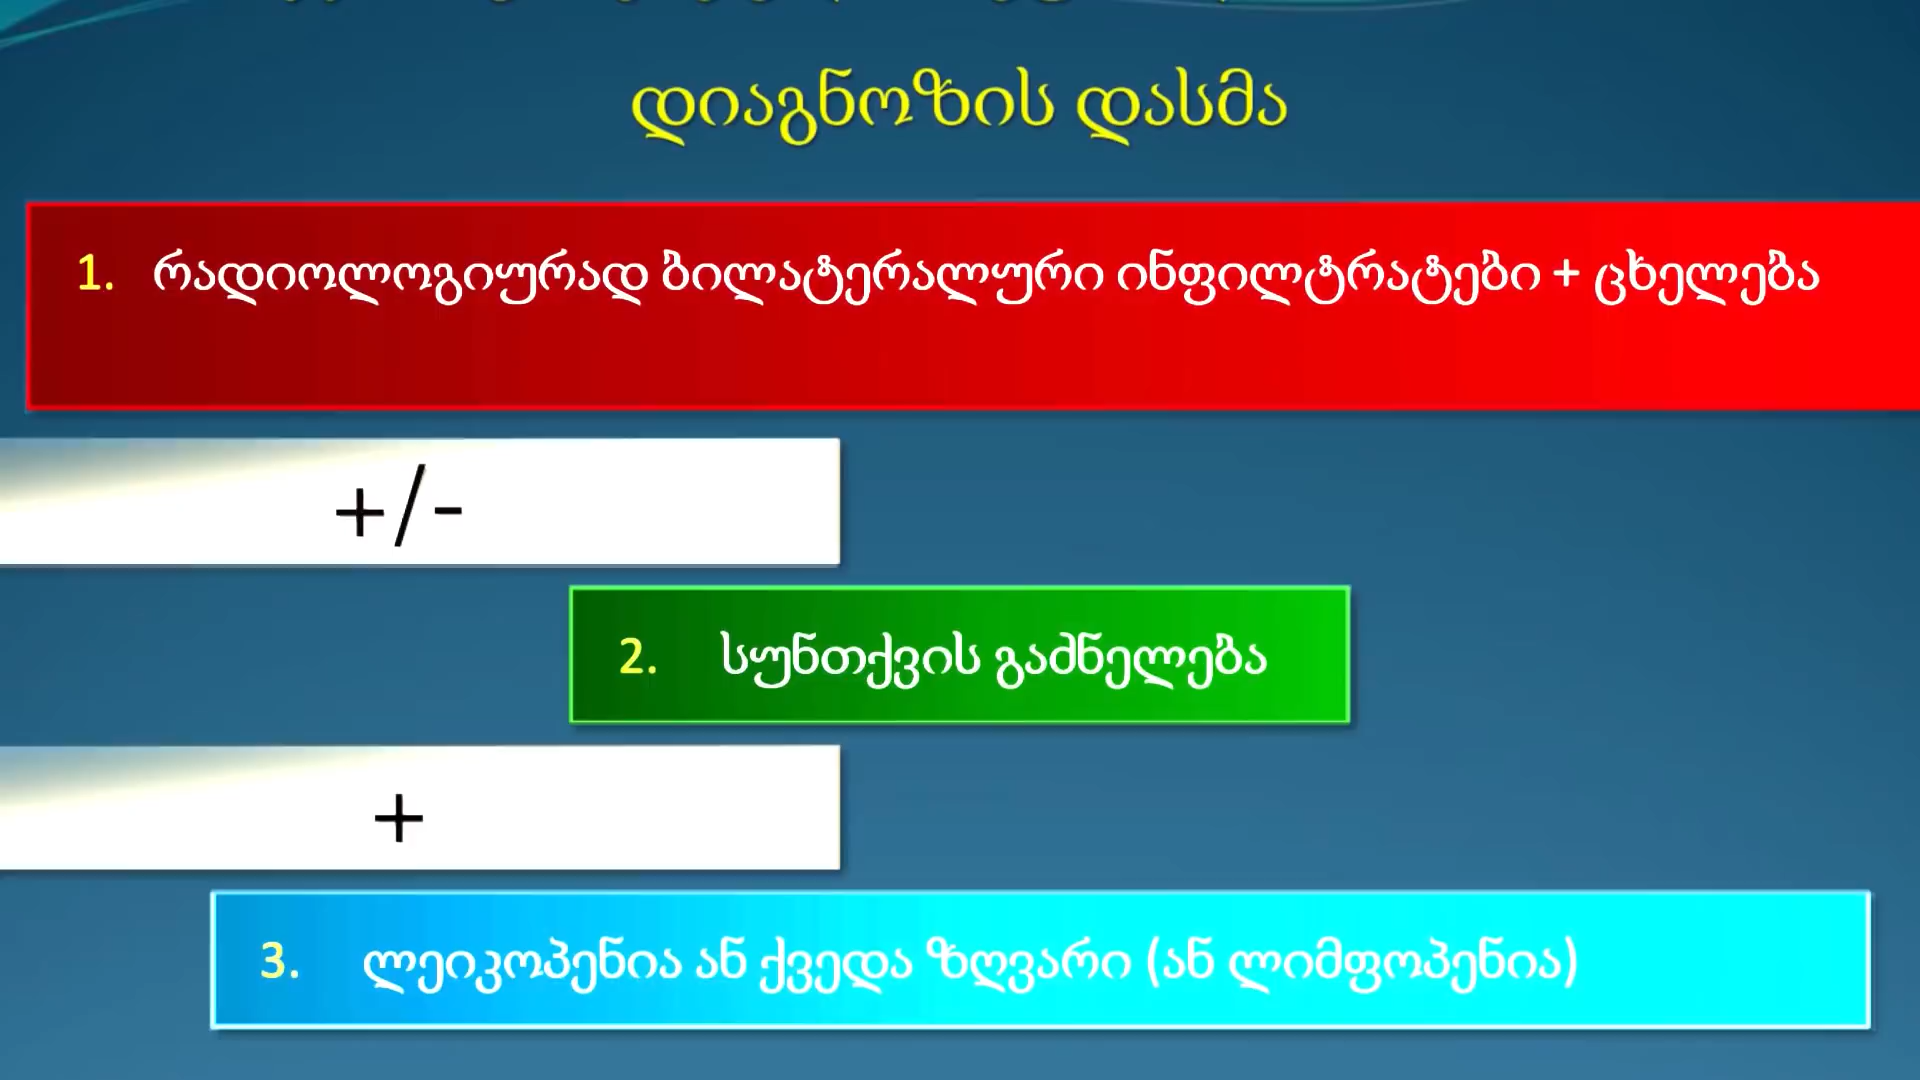 დიაგნოზის დასმა
1. რადიოლოგიურად ბილატერალური ინფილტრატები + ცხელება
+/-
2. სუნთქვის გაძნელება
+
3. ლეიკოპენია ან ქვედა ზღვარი (ან ლიმფოპენია)